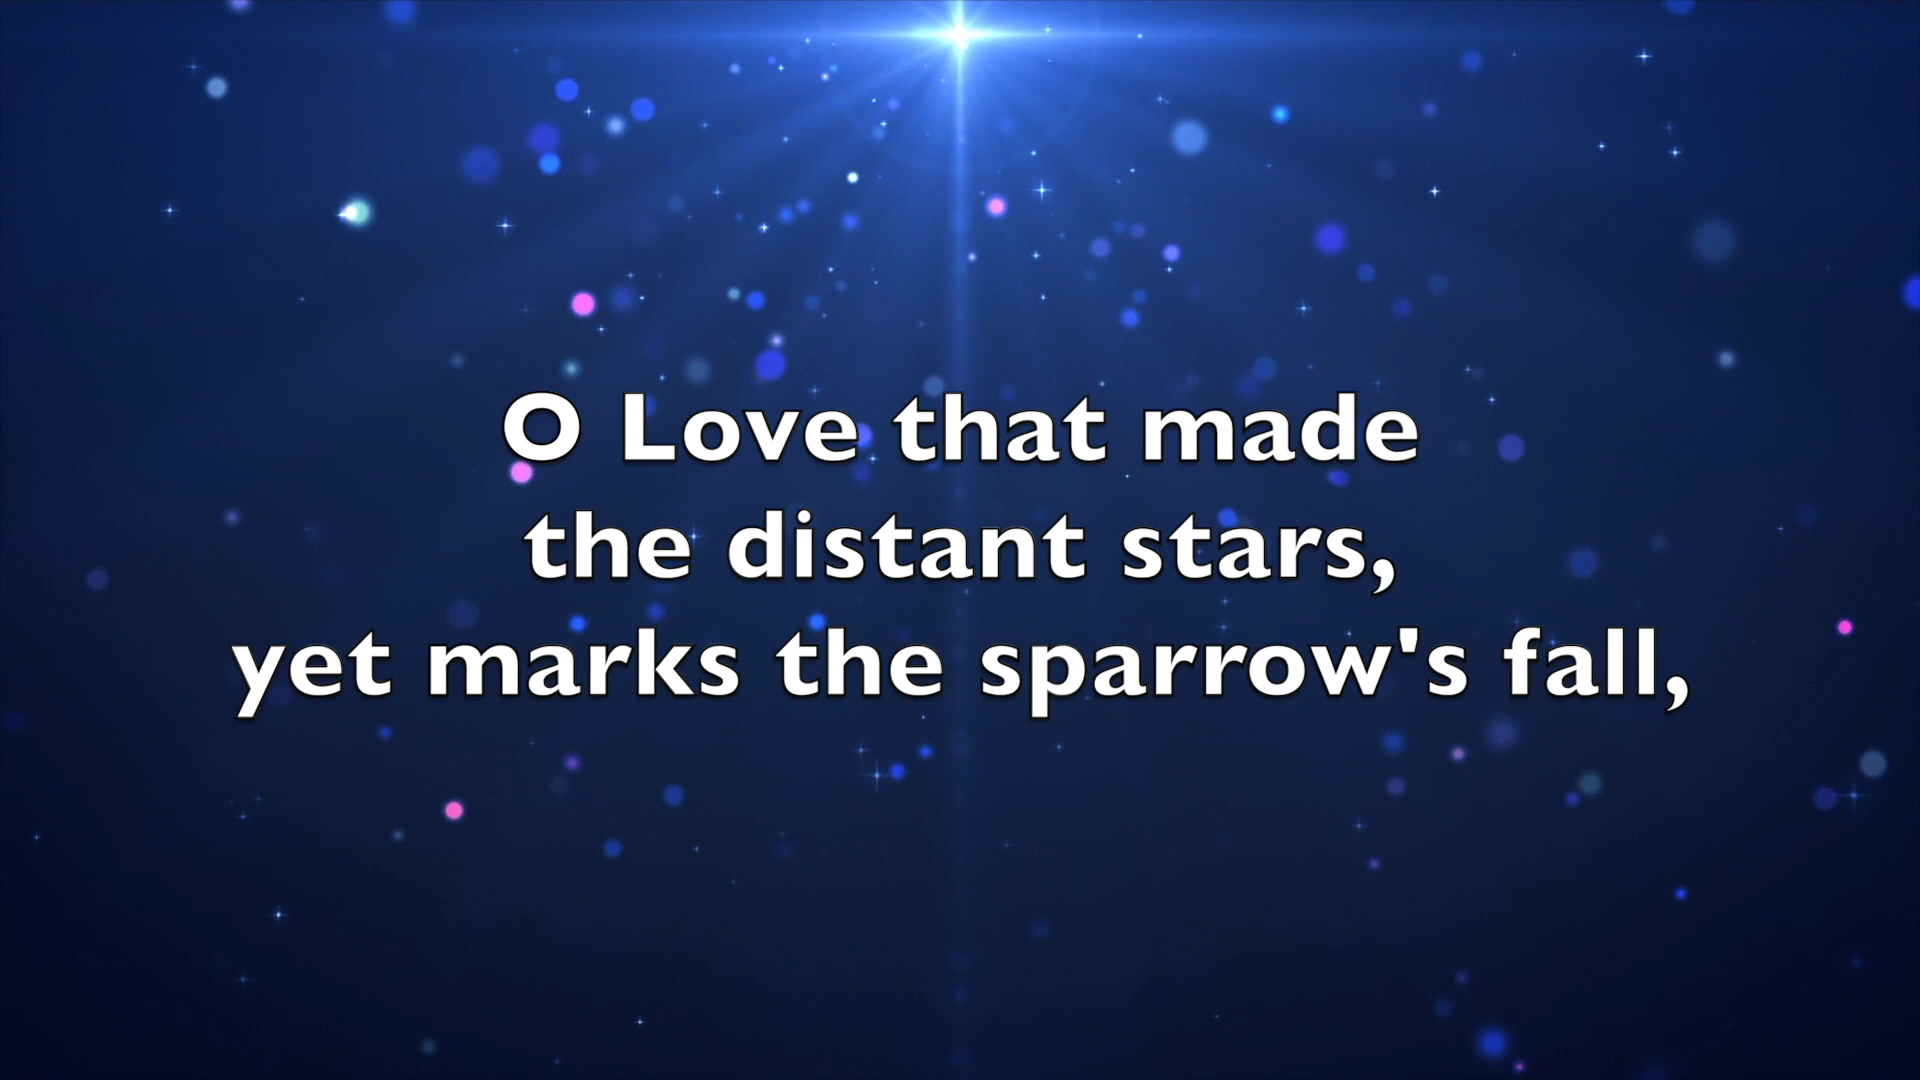 O Love that made
the distant stars,
yet marks the sparrow's fall,